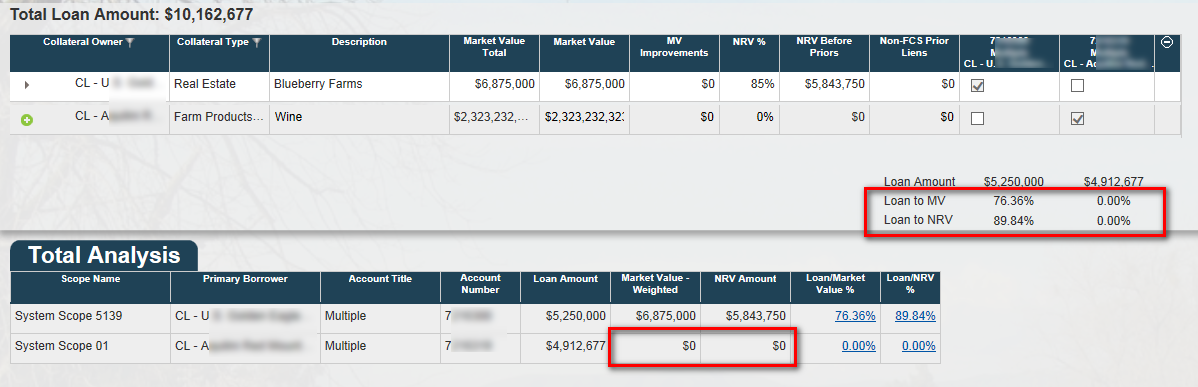 Total Loan Amount: $10,162,677
Collateral Owner Collateral Type Description Market Value Total Market Value MV Improvements NRV % NRV Before Priors Non-FCS Prior Liens CL - U. CL - A
CL - U Real Estate Blueberry Farms $6,875,000 $6,875,000 $0 85% $5,843,750 $0
CL - A Farm Products... Wine $2,323,232,... $2,323,232,323 $0 0% $0 $0
Loan Amount $5,250,000 $4,912,677
Loan to MV 76.36% 0.00%
Loan to NRV 89.84% 0.00%
Total Analysis
Scope Name Primary Borrower Account Title Account Number Loan Amount Market Value - Weighted NRV Amount Loan/Market Value % Loan/NRV %
System Scope 5139 CL - U Multiple 7 $5,250,000 $6,875,000 $5,843,750 76.36% 89.84%
System Scope 01 CL - A Multiple 7 $4,912,677 $0 $0 0.00% 0.00%